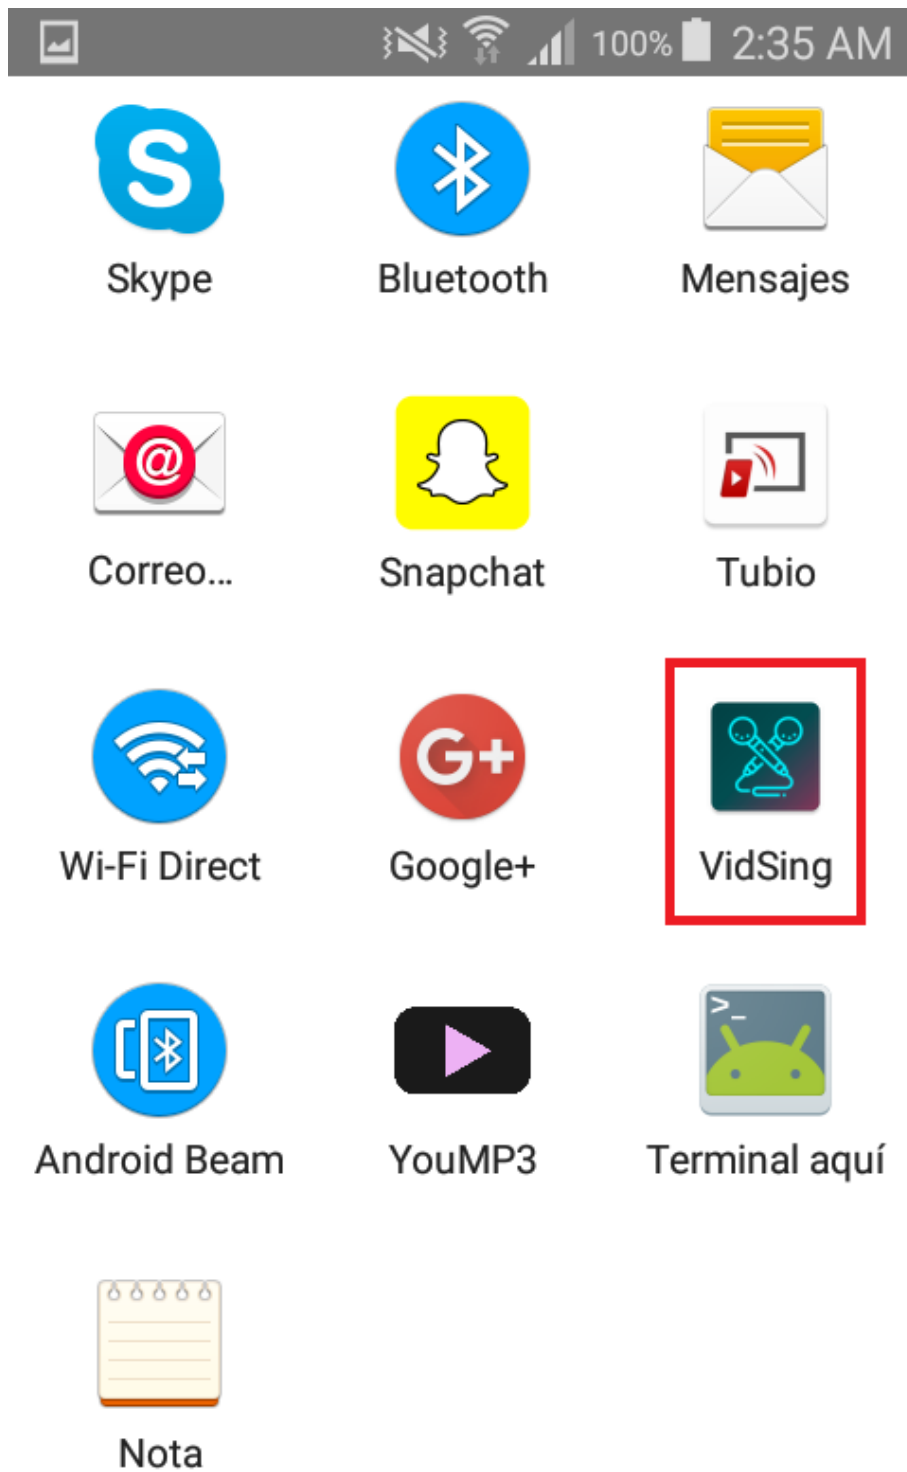 100% 2:35 AM
S
Skype Bluetooth Mensajes
@
Correo... Snapchat Tubio
G+
Wi-Fi Direct Google+ VidSing
>_
Android Beam YouMP3 Terminal aquí
Nota